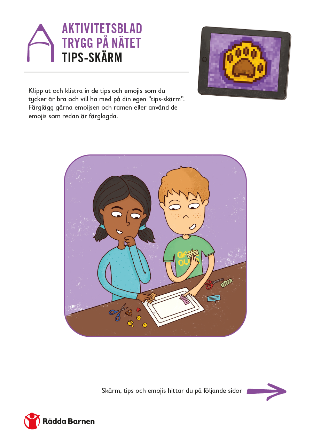 AKTIVITETSBLAD
TRYGG PÅ NÄTET
TIPS-SKÄRM
Klipp ut och klistra in de tips och emojis som du
tycker är bra och vill ha med på din egen "tips-skärm".
Färglägg gärna emojisen och ramen eller använd de
emojis som redan är färglagda.
Skärm, tips och emojis hittar du på följande sidor
Rädda Barnen